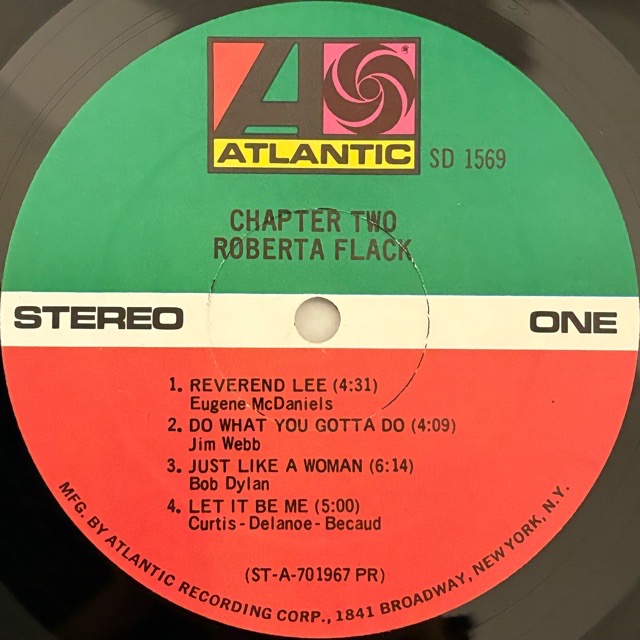 ATLANTIC
SD 1569
CHAPTER TWO
ROBERTA FLACK
STEREO
ONE
1. REVEREND LEE (4:31)
Eugene McDaniels
2. DO WHAT YOU GOTTA DO (4:09)
Jim Webb
3. JUST LIKE A WOMAN (6:14)
Bob Dylan
4. LET IT BE ME (5:00)
Curtis - Delanoe - Becaud
(ST-A-701967 PR)
MFG. BY ATLANTIC RECORDING CORP., 1841 BROADWAY, NEW YORK, N.Y.